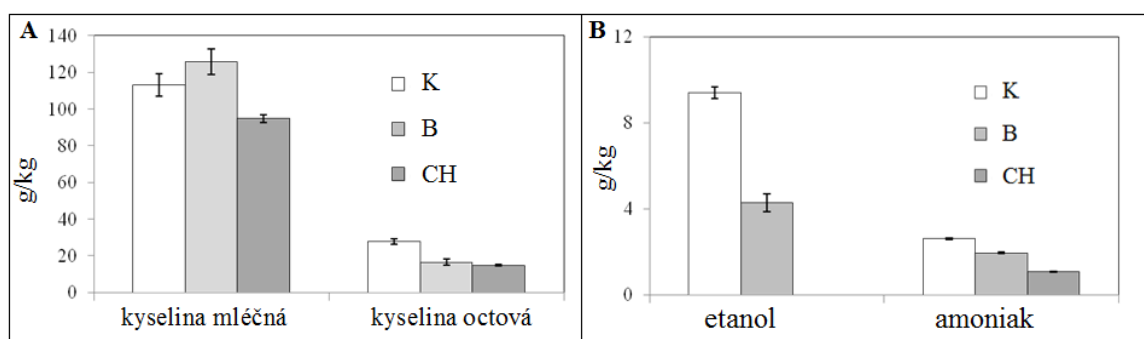 A
140
120
100
80
60
40
20
0
g/kg
K
B
CH
kyselina mléčná
kyselina octová
B
12
8
4
0
g/kg
K
B
CH
etanol
amoniak